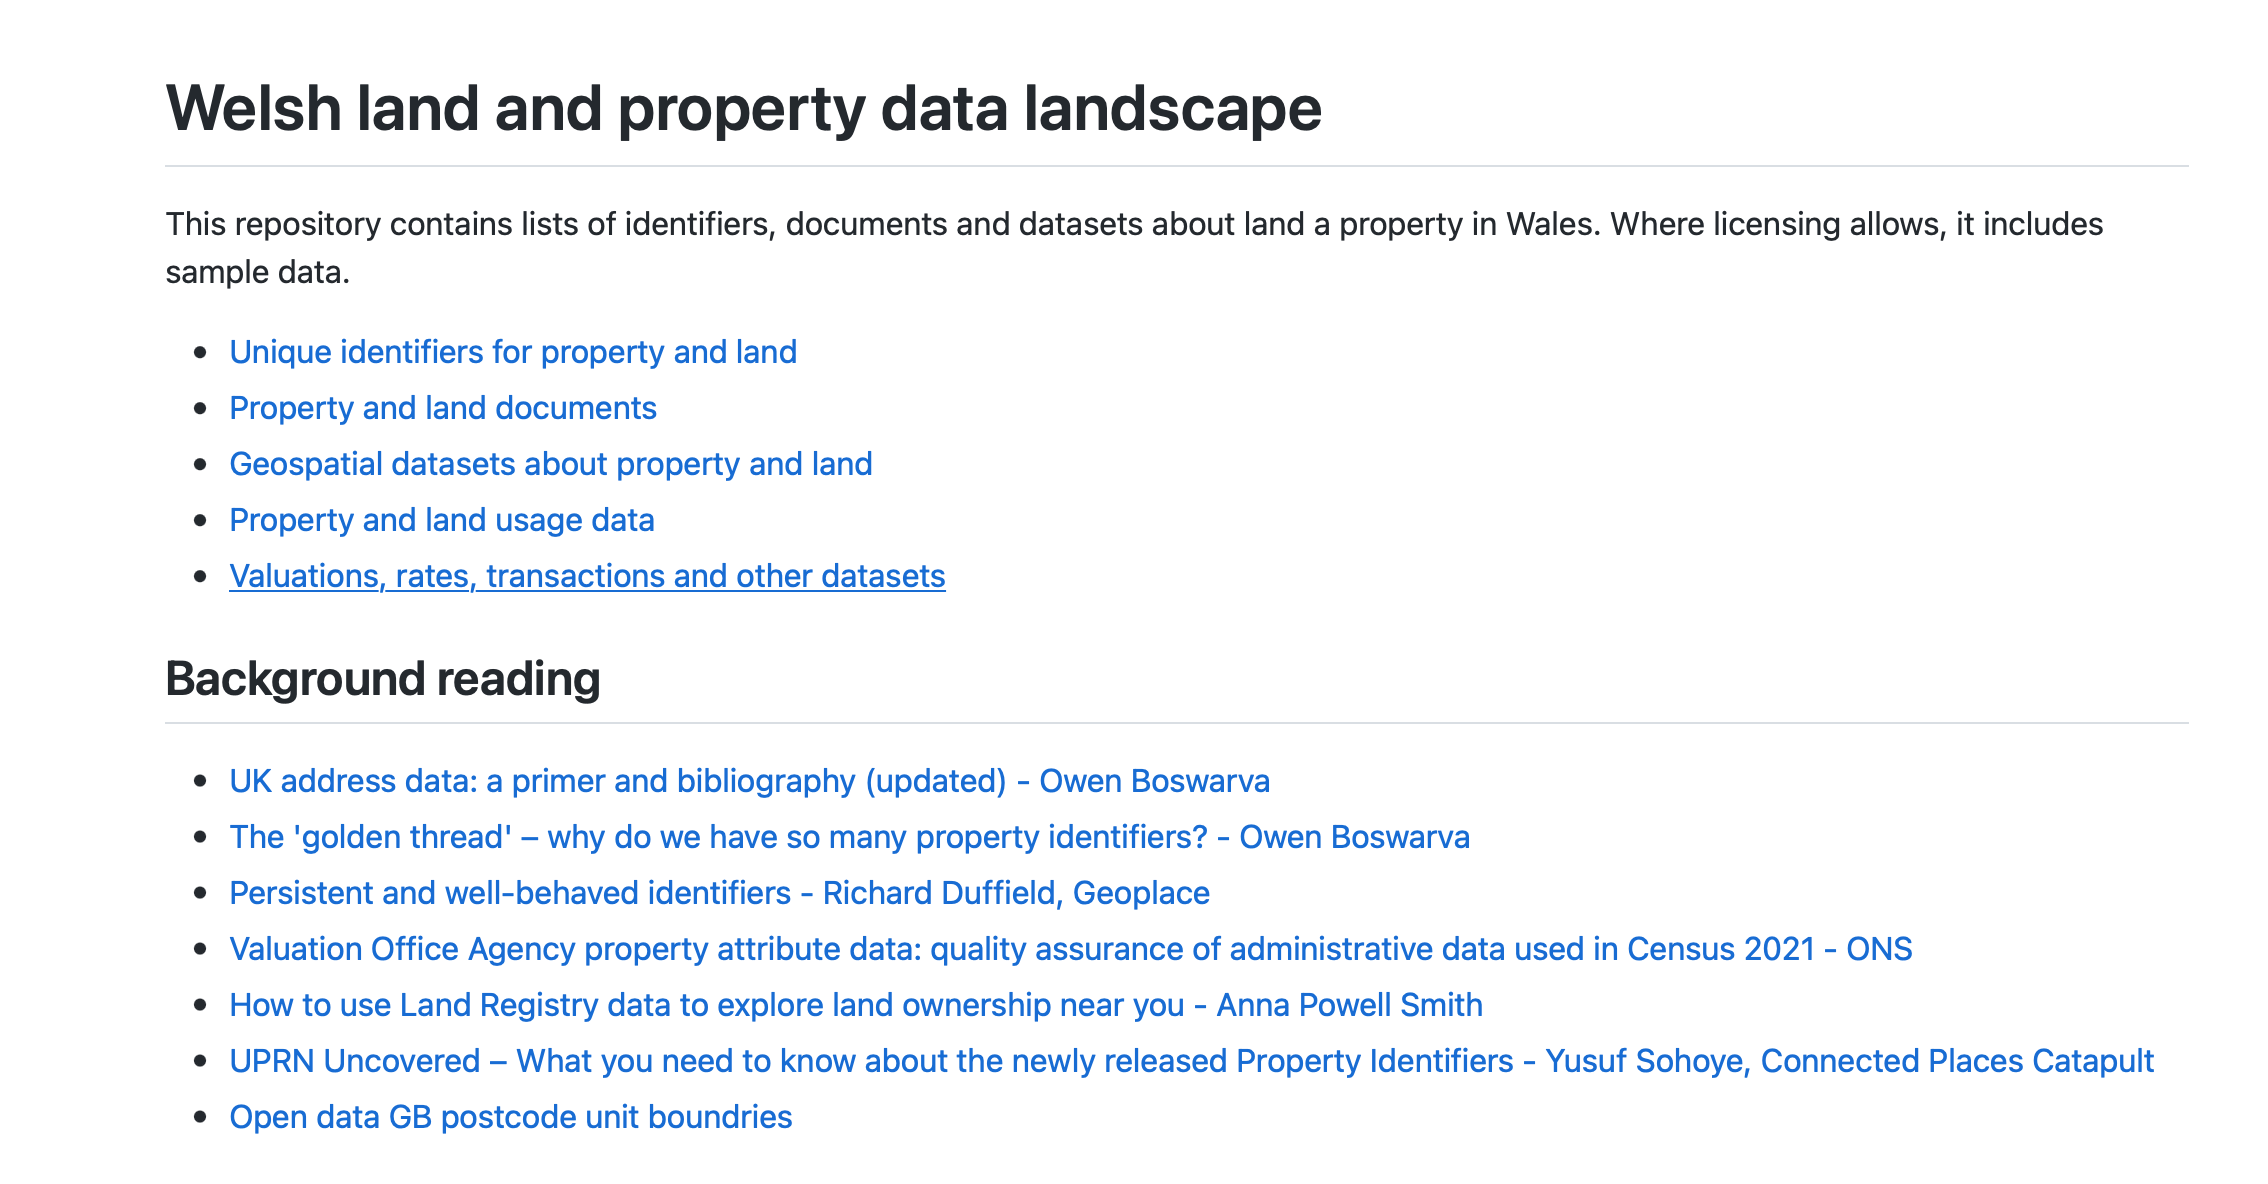 Welsh land and property data landscape
This repository contains lists of identifiers, documents and datasets about land a property in Wales. Where licensing allows, it includes
sample data.
Unique identifiers for property and land
Property and land documents
Geospatial datasets about property and land
Property and land usage data
Valuations, rates, transactions and other datasets
Background reading
UK address data: a primer and bibliography (updated) - Owen Boswarva
The 'golden thread' – why do we have so many property identifiers? - Owen Boswarva
Persistent and well-behaved identifiers - Richard Duffield, Geoplace
Valuation Office Agency property attribute data: quality assurance of administrative data used in Census 2021 - ONS
How to use Land Registry data to explore land ownership near you - Anna Powell Smith
UPRN Uncovered – What you need to know about the newly released Property Identifiers - Yusuf Sohoye, Connected Places Catapult
Open data GB postcode unit boundries